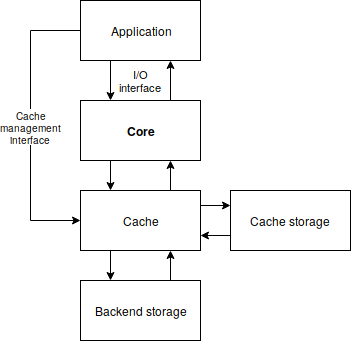 Application
I/O
interface
Cache
management
interface
Core
Cache
Cache storage
Backend storage